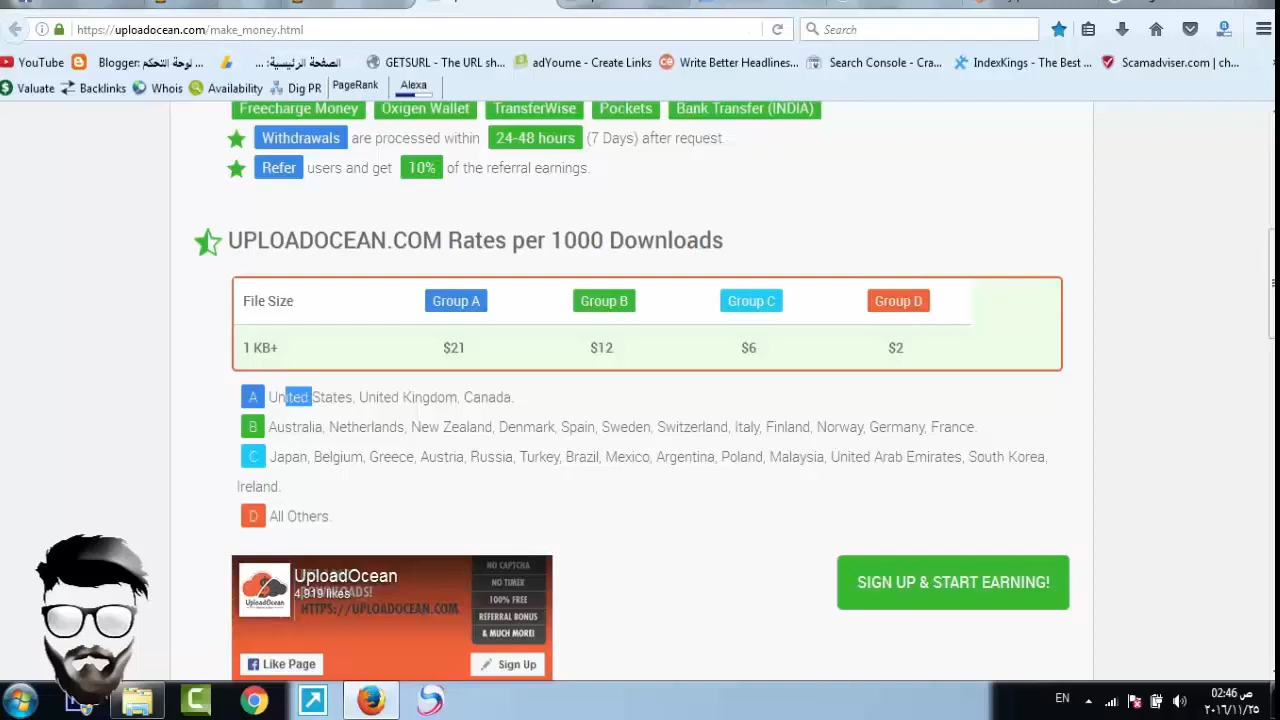 https://uploadocean.com/make_money.html
Search
YouTube
Blogger: لوحة التحكم ...
الصفحة الرئيسية: ...
GETSURL - The URL sh...
adYoume - Create Links
Write Better Headlines...
Search Console - Cra...
IndexKings - The Best ...
Scamadviser.com | ch...
Valuate
Backlinks
Whois
Availability
Dig PR
PageRank
Alexa
Freecharge Money Oxigen Wallet TransferWise Pockets Bank Transfer (INDIA)
Withdrawals are processed within 24-48 hours (7 Days) after request.
Refer users and get 10% of the referral earnings.
UPLOADOCEAN.COM Rates per 1000 Downloads
File Size Group A Group B Group C Group D
1 KB+ $21 $12 $6 $2
A United States, United Kingdom, Canada.
B Australia, Netherlands, New Zealand, Denmark, Spain, Sweden, Switzerland, Italy, Finland, Norway, Germany, France.
C Japan, Belgium, Greece, Austria, Russia, Turkey, Brazil, Mexico, Argentina, Poland, Malaysia, United Arab Emirates, South Korea,
Ireland.
D All Others.
UploadOcean
4,919 likes
HTTPS://UPLOADOCEAN.COM
UploadOcean
NO CAPTCHA
NO TIMER
100% FREE
REFERRAL BONUS
& MUCH MORE!
Like Page
Sign Up
SIGN UP & START EARNING!
EN
02:46 ص
٢٠١٦/١١/٢٥